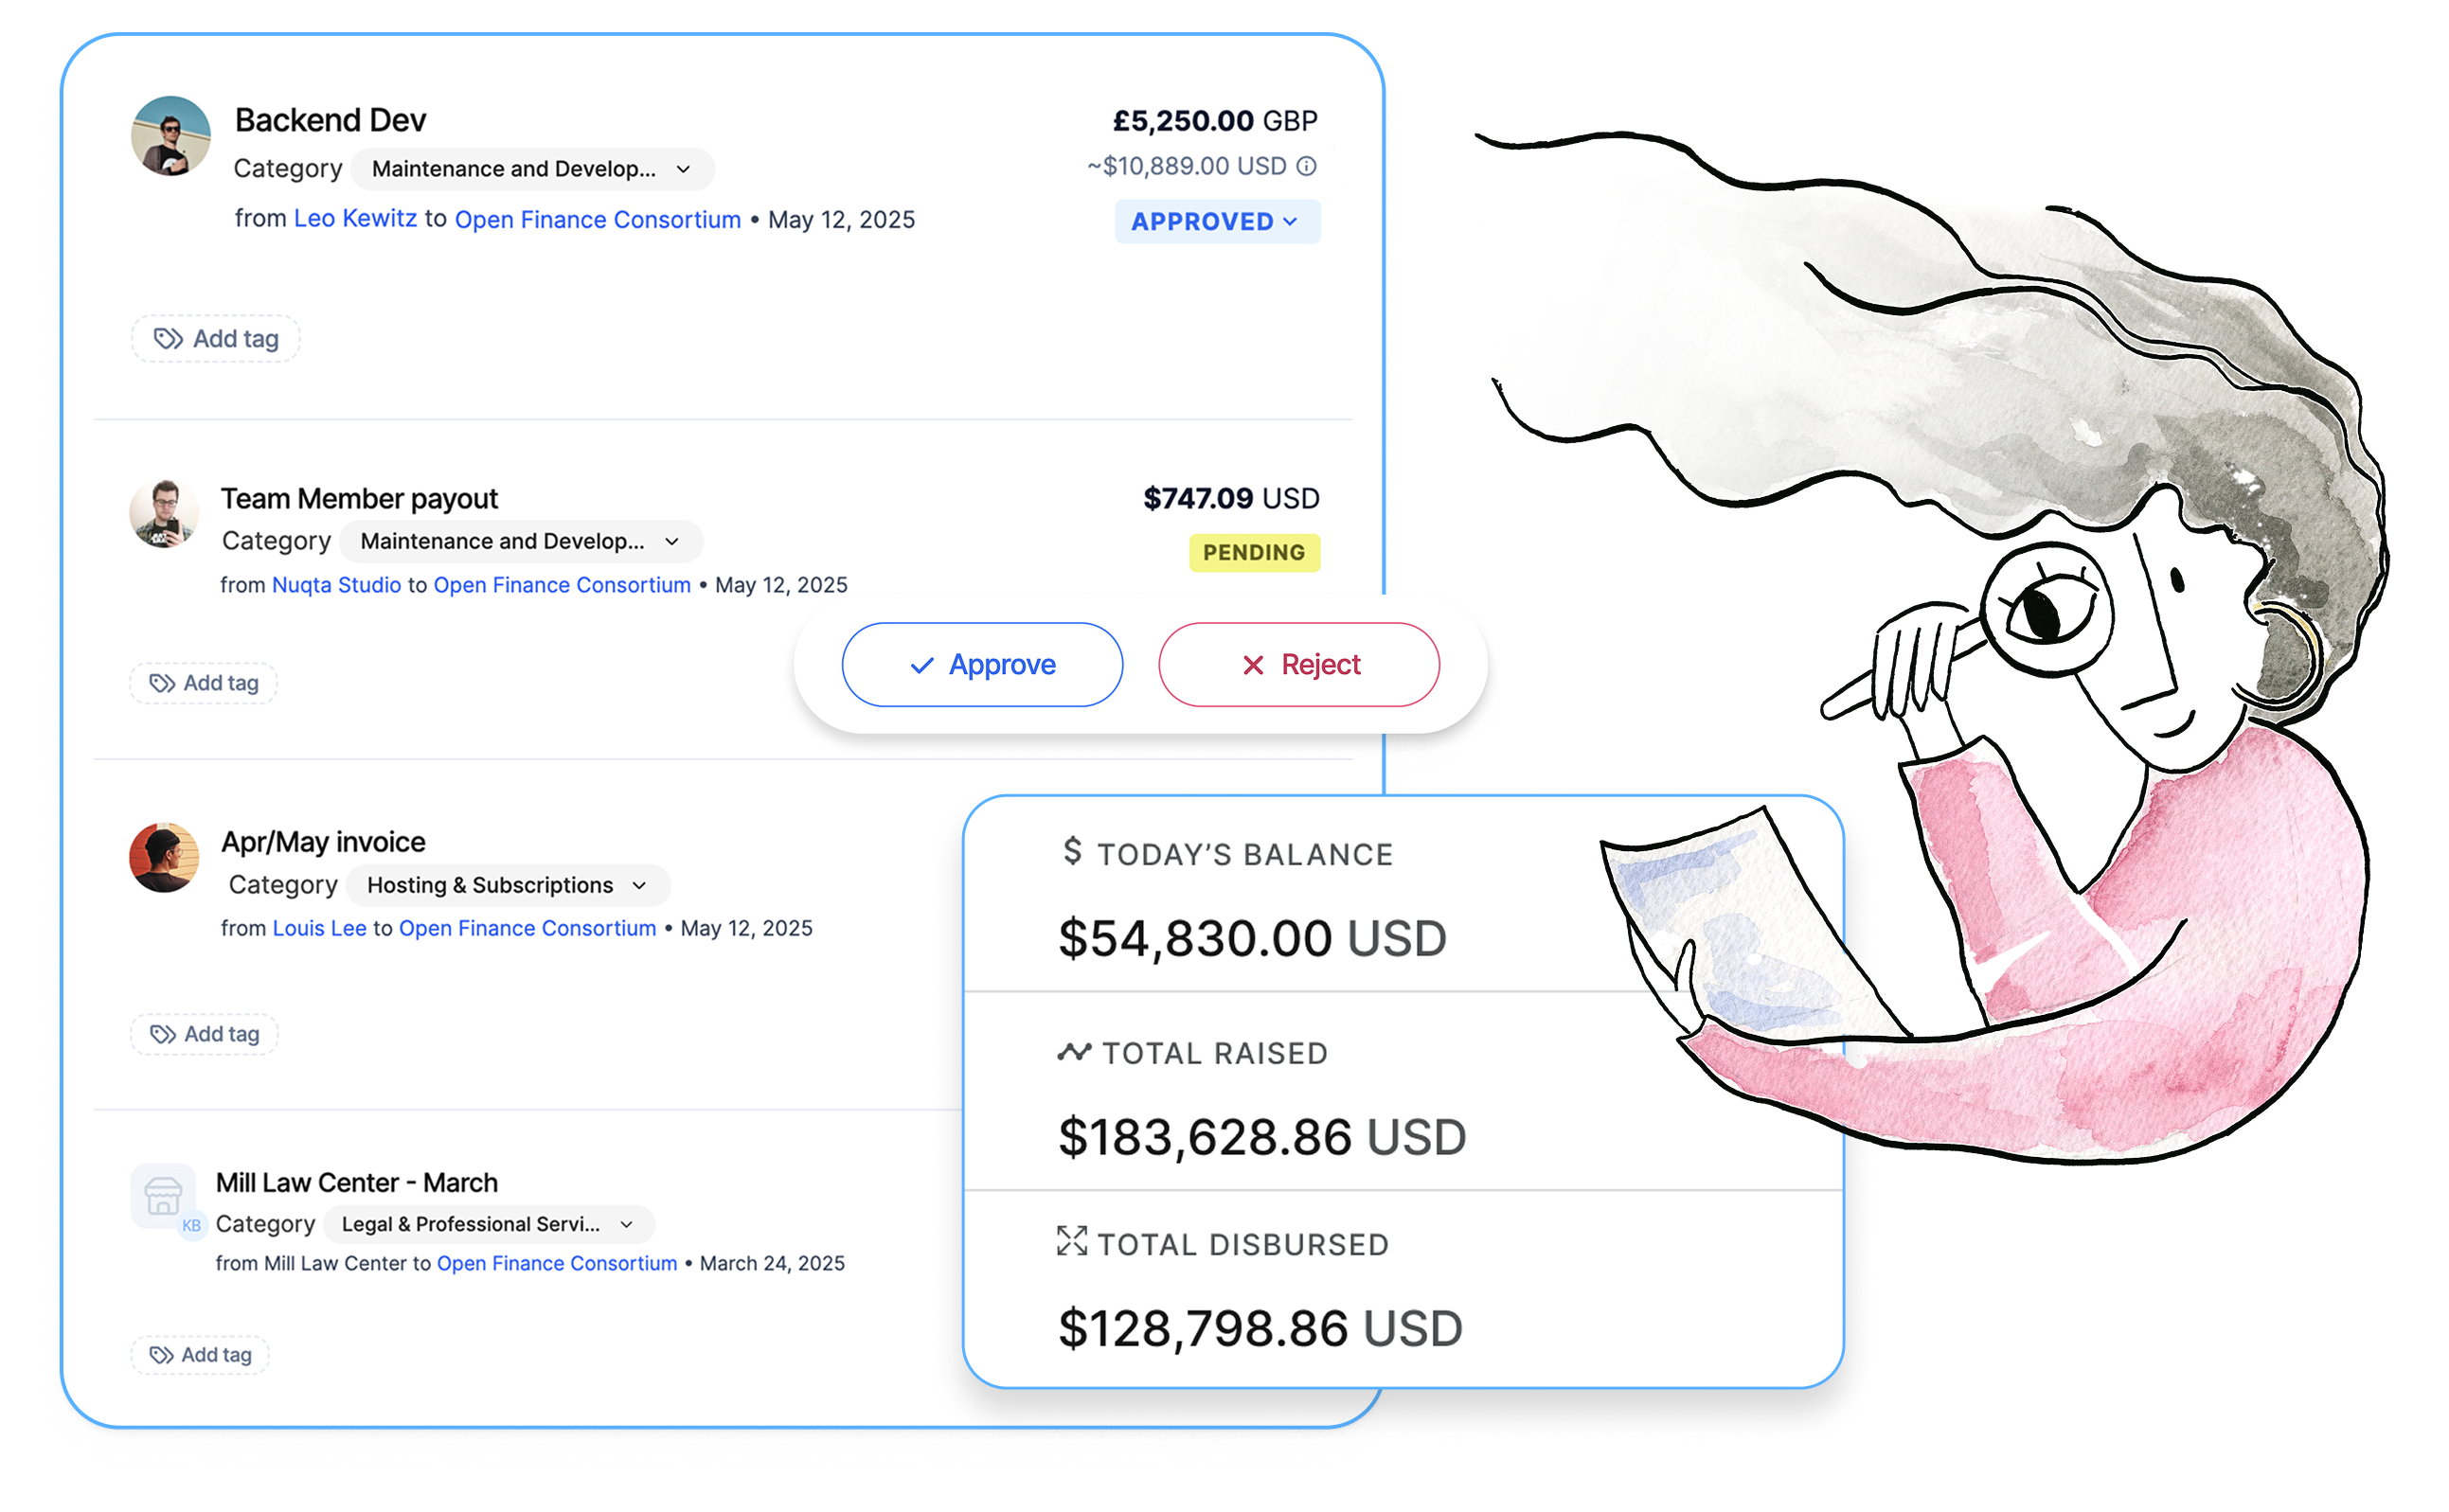 Backend Dev
£5,250.00 GBP
Category Maintenance and Develop...
~$10,889.00 USD
from Leo Kewitz to Open Finance Consortium • May 12, 2025
APPROVED
Add tag
Team Member payout
$747.09 USD
Category Maintenance and Develop...
PENDING
from Nuqta Studio to Open Finance Consortium • May 12, 2025
Approve
Reject
Add tag
Apr/May invoice
Category Hosting & Subscriptions
from Louis Lee to Open Finance Consortium • May 12, 2025
Add tag
Mill Law Center - March
KB
Category Legal & Professional Servi...
from Mill Law Center to Open Finance Consortium • March 24, 2025
Add tag
$ TODAY’S BALANCE
$54,830.00 USD
TOTAL RAISED
$183,628.86 USD
TOTAL DISBURSED
$128,798.86 USD